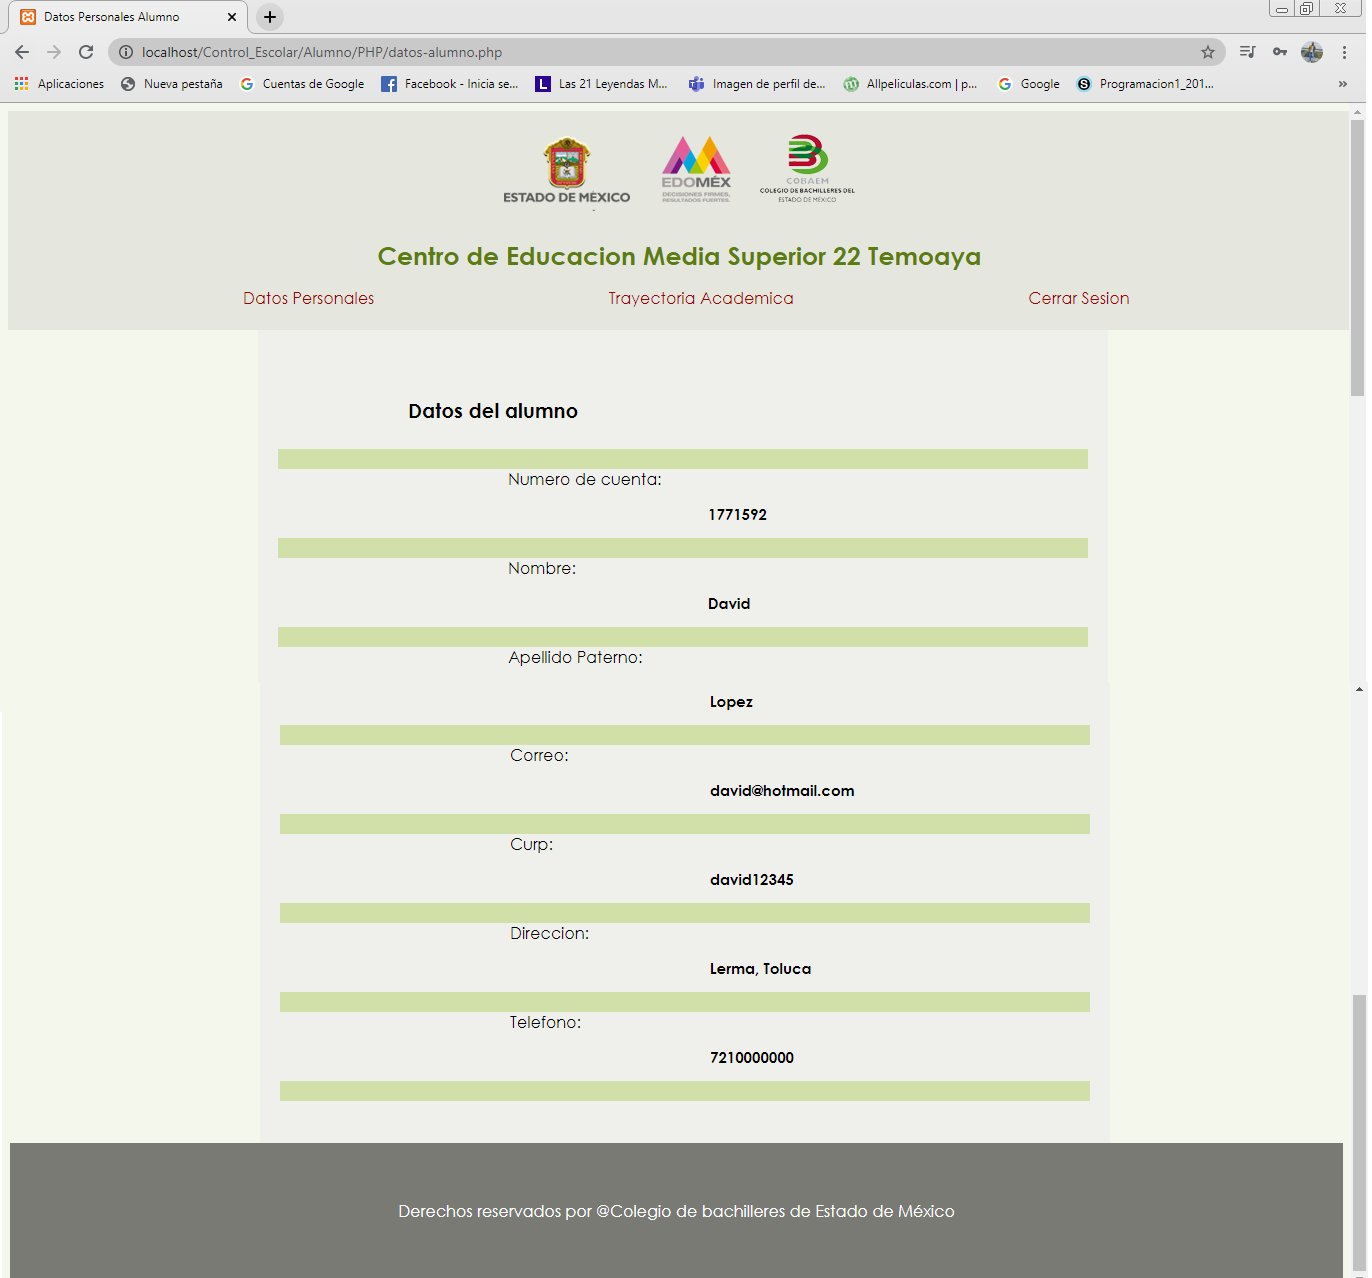 Datos Personales Alumno
localhost/Control_Escolar/Alumno/PHP/datos-alumno.php
Aplicaciones Nueva pestaña Cuentas de Google Facebook - Inicia se... L Las 21 Leyendas M... Imagen de perfil de... Allpeliculas.com | p... Google Programacion1_201... »
ESTADO DE MÉXICO
EDOMÉX
DECISIONES FIRMES,
RESULTADOS FUERTES.
COBAEM
COLEGIO DE BACHILLERES DEL
ESTADO DE MÉXICO
Centro de Educacion Media Superior 22 Temoaya
Datos Personales Trayectoria Academica Cerrar Sesion
Datos del alumno
Numero de cuenta:
1771592
Nombre:
David
Apellido Paterno:
Lopez
Correo:
david@hotmail.com
Curp:
david12345
Direccion:
Lerma, Toluca
Telefono:
7210000000
Derechos reservados por @Colegio de bachilleres de Estado de México